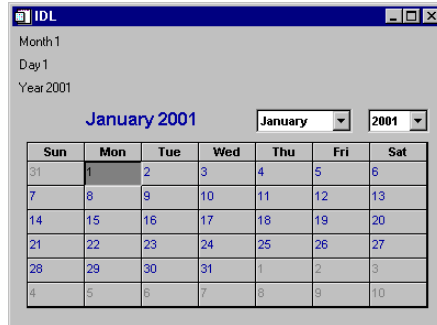 IDL
Month 1
Day 1
Year 2001
January 2001 January 2001
Sun Mon Tue Wed Thu Fri Sat
31 1 2 3 4 5 6
7 8 9 10 11 12 13
14 15 16 17 18 19 20
21 22 23 24 25 26 27
28 29 30 31 1 2 3
4 5 6 7 8 9 10